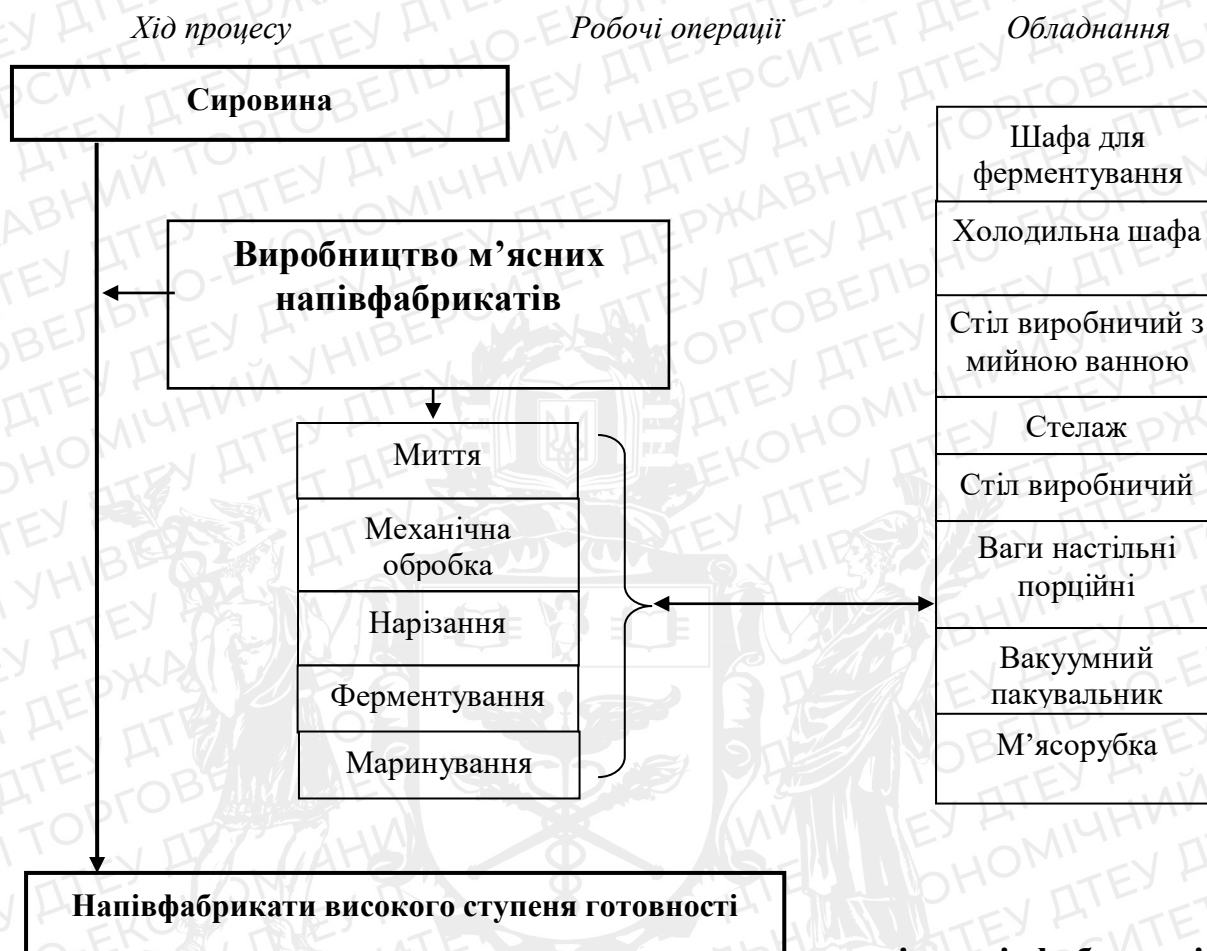 Хід процесу
Робочі операції
Обладнання
Сировина
Виробництво м’ясних
напівфабрикатів
Миття
Механічна
обробка
Нарізання
Ферментування
Маринування
Шафа для
ферментування
Холодильна шафа
Стіл виробничий з
мийною ванною
Стелаж
Стіл виробничий
Ваги настільні
порційні
Вакуумний
пакувальник
М’ясорубка
Напівфабрикати високого ступеня готовності